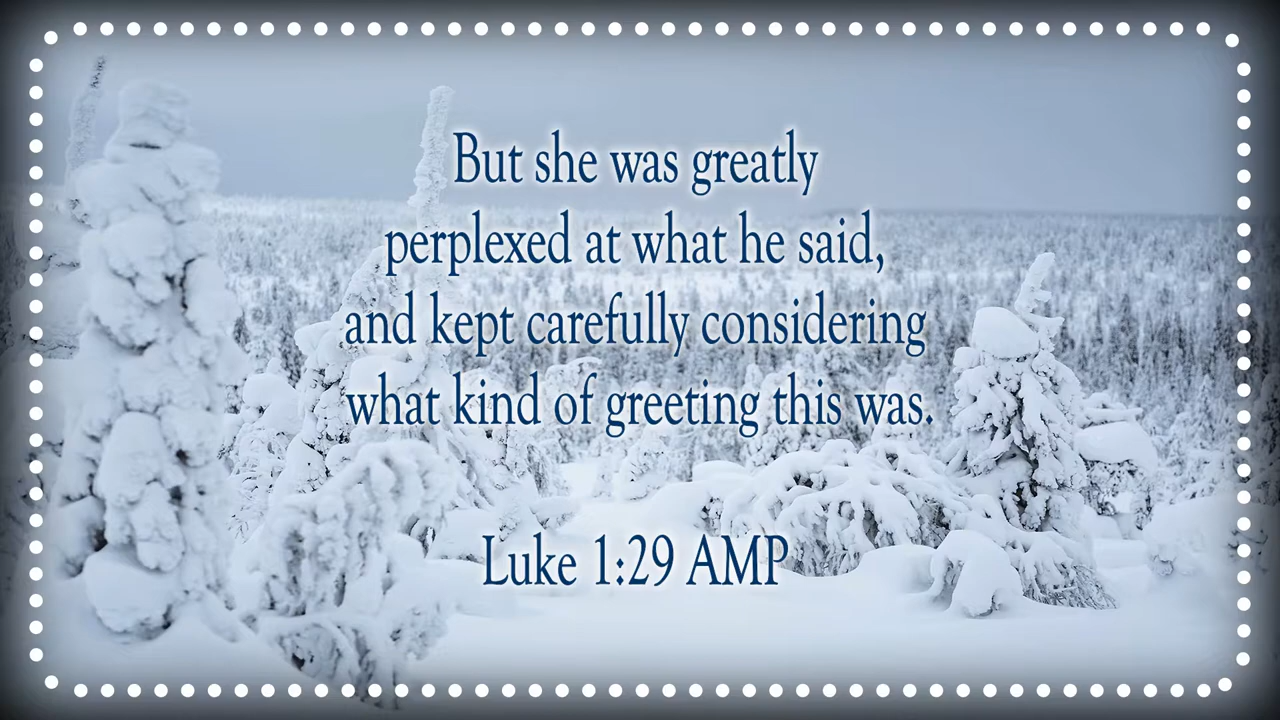 But she was greatly
perplexed at what he said,
and kept carefully considering
what kind of greeting this was.
Luke 1:29 AMP